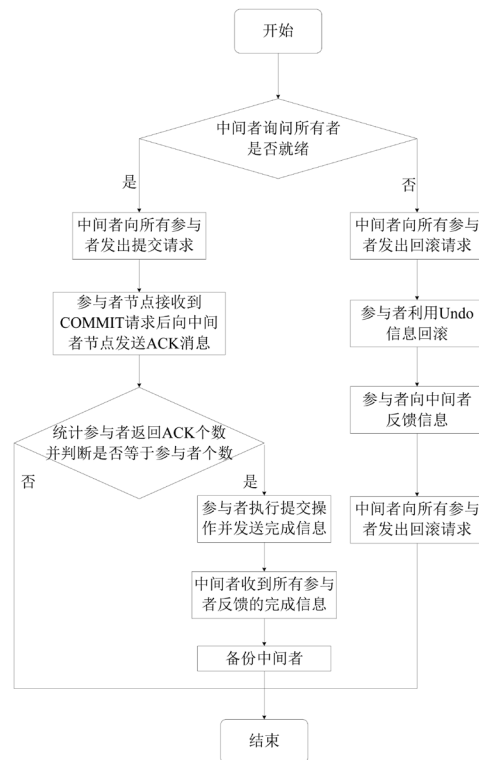 开始
中间者询问所有者
是否就绪
是
否
中间者向所有参与
者发出提交请求
中间者向所有参与
者发出回滚请求
参与者节点接收到
COMMIT请求后向中间
者节点发送ACK消息
参与者利用Undo
信息回滚
参与者向中间者
反馈信息
统计参与者返回ACK个数
并判断是否等于参与者个数
否
是
参与者执行提交操
作并发送完成信息
中间者向所有参与
者发出回滚请求
中间者收到所有参与
者反馈的完成信息
备份中间者
结束